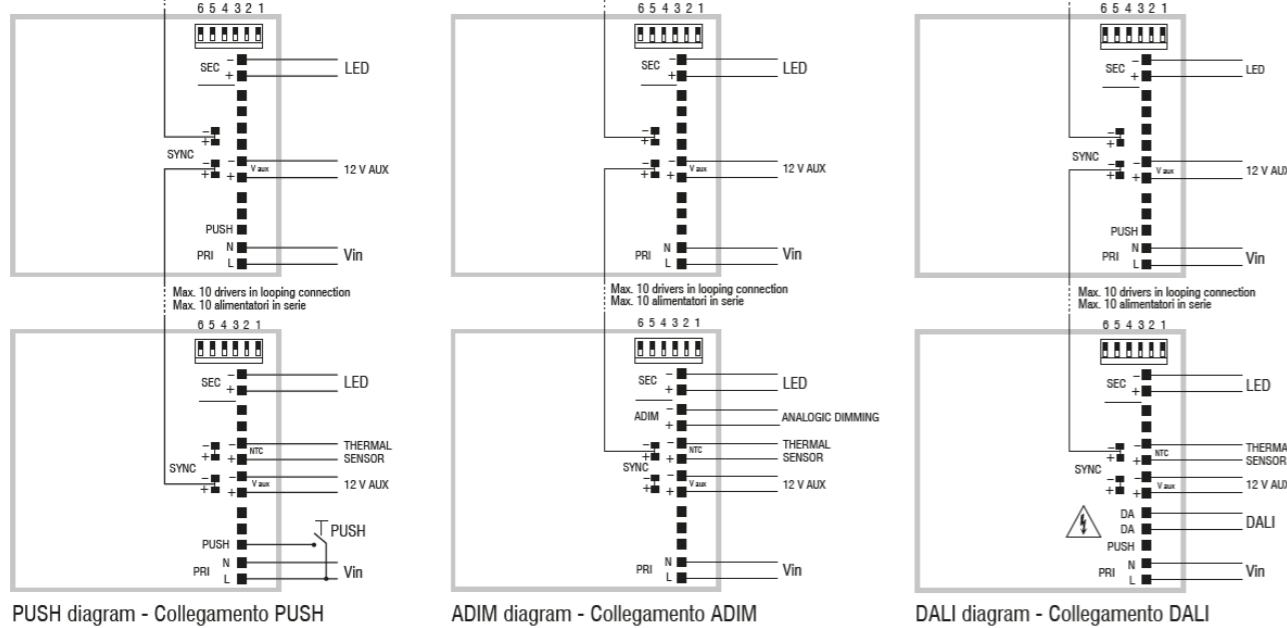 6 5 4 3 2 1
SEC
−
+
LED
−
+
SYNC
−
+
−
+
V aux
12 V AUX
PUSH
N
PRI
L
Vin
Max. 10 drivers in looping connection
Max. 10 alimentatori in serie
6 5 4 3 2 1
SEC
−
+
LED
−
+
−
+
NTC
THERMAL
SENSOR
SYNC
−
+
−
+
V aux
12 V AUX
PUSH
PUSH
N
PRI
L
Vin
PUSH diagram - Collegamento PUSH
6 5 4 3 2 1
SEC
−
+
LED
−
+
−
+
−
+
V aux
12 V AUX
N
PRI
L
Vin
Max. 10 drivers in looping connection
Max. 10 alimentatori in serie
6 5 4 3 2 1
SEC
−
+
LED
ADIM
−
+
ANALOGIC DIMMING
−
+
−
+
NTC
THERMAL
SENSOR
SYNC
−
+
−
+
V aux
12 V AUX
N
PRI
L
Vin
ADIM diagram - Collegamento ADIM
6 5 4 3 2 1
SEC
−
+
LED
−
+
SYNC
−
+
−
+
V aux
12 V AUX
PUSH
N
PRI
L
Vin
Max. 10 drivers in looping connection
Max. 10 alimentatori in serie
6 5 4 3 2 1
SEC
−
+
LED
−
+
−
+
NTC
THERMA
SENSOR
SYNC
−
+
−
+
V aux
12 V AUX
DA
DA
DALI
PUSH
N
PRI
L
Vin
DALI diagram - Collegamento DALI